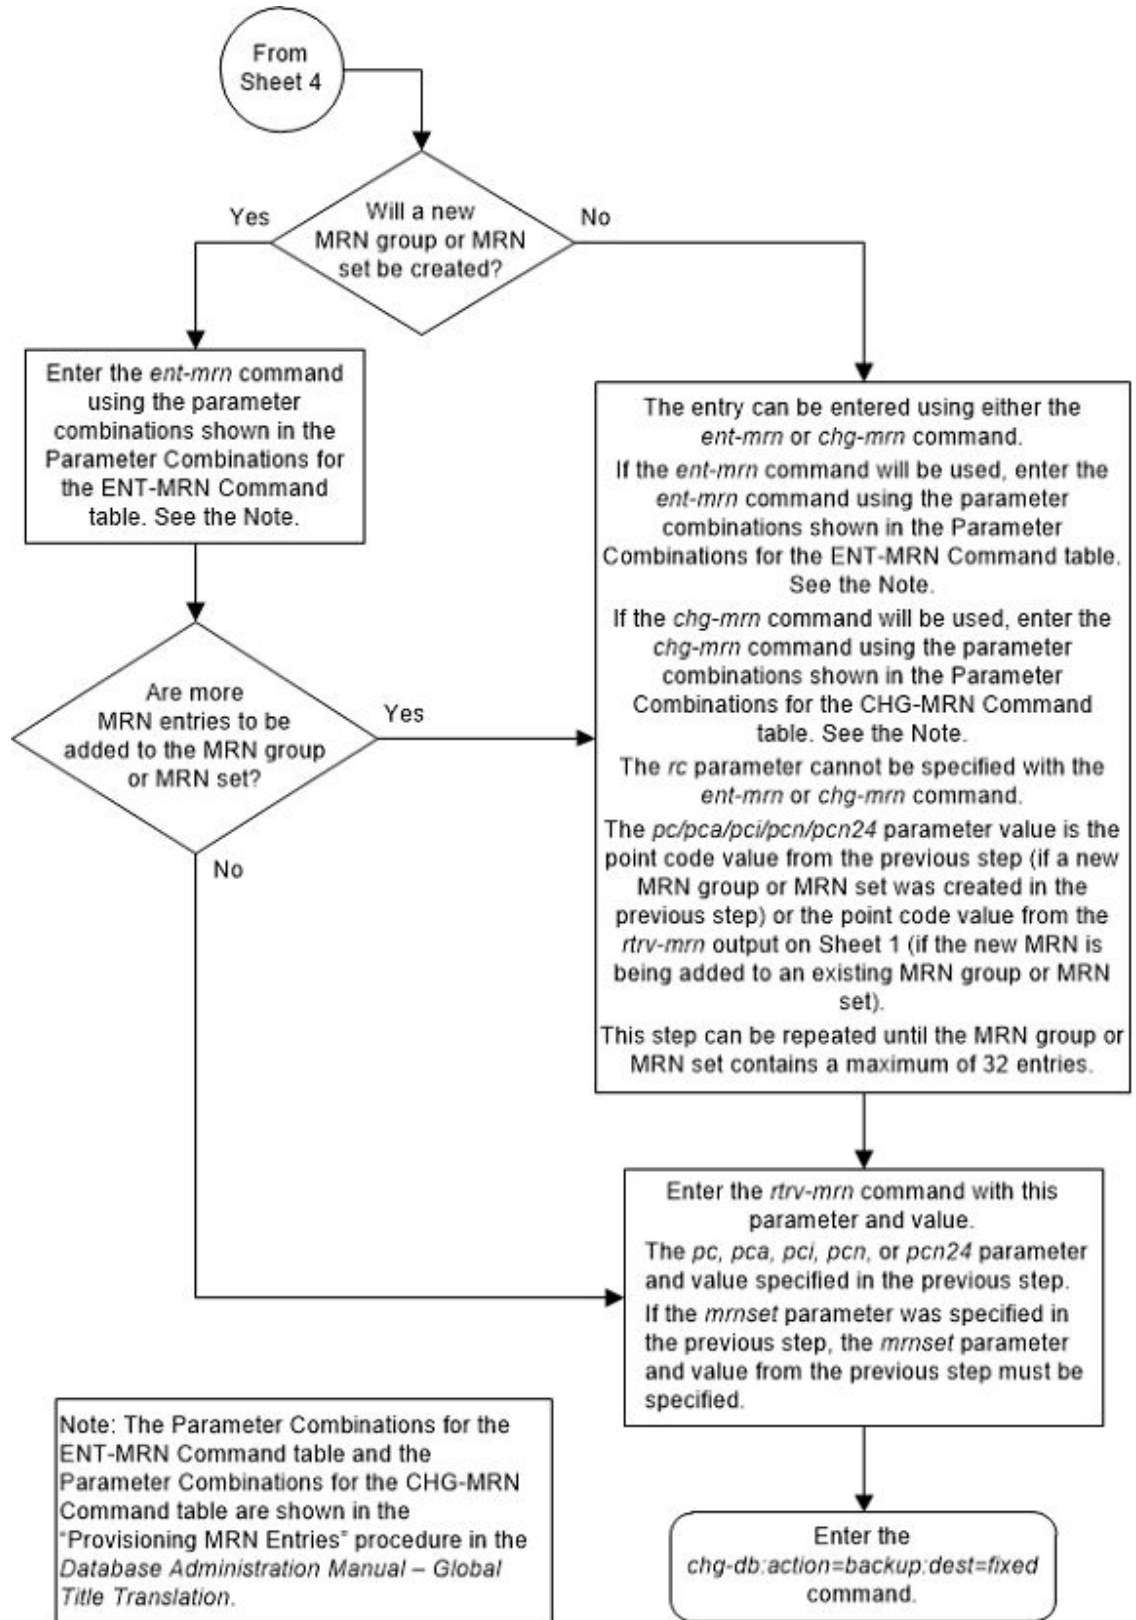 From
Sheet 4
Will a new
MRN group or MRN
set be created?
Yes
No
Enter the ent-mrn command
using the parameter
combinations shown in the
Parameter Combinations for
the ENT-MRN Command
table. See the Note.
Are more
MRN entries to be
added to the MRN group
or MRN set?
Yes
No
The entry can be entered using either the
ent-mrn or chg-mrn command.
If the ent-mrn command will be used, enter the
ent-mrn command using the parameter
combinations shown in the Parameter
Combinations for the ENT-MRN Command table.
See the Note.
If the chg-mrn command will be used, enter the
chg-mrn command using the parameter
combinations shown in the Parameter
Combinations for the CHG-MRN Command
table. See the Note.
The rc parameter cannot be specified with the
ent-mrn or chg-mrn command.
The pc/pca/pci/pcn/pcn24 parameter value is the
point code value from the previous step (if a new
MRN group or MRN set was created in the
previous step) or the point code value from the
rtrv-mrn output on Sheet 1 (if the new MRN is
being added to an existing MRN group or MRN
set).
This step can be repeated until the MRN group or
MRN set contains a maximum of 32 entries.
Enter the rtrv-mrn command with this
parameter and value.
The pc, pca, pci, pcn, or pcn24 parameter
and value specified in the previous step.
If the mrnset parameter was specified in
the previous step, the mrnset parameter
and value from the previous step must be
specified.
Note: The Parameter Combinations for the
ENT-MRN Command table and the
Parameter Combinations for the CHG-MRN
Command table are shown in the
"Provisioning MRN Entries" procedure in the
Database Administration Manual – Global
Title Translation.
Enter the
chg-db:action=backup:dest=fixed
command.